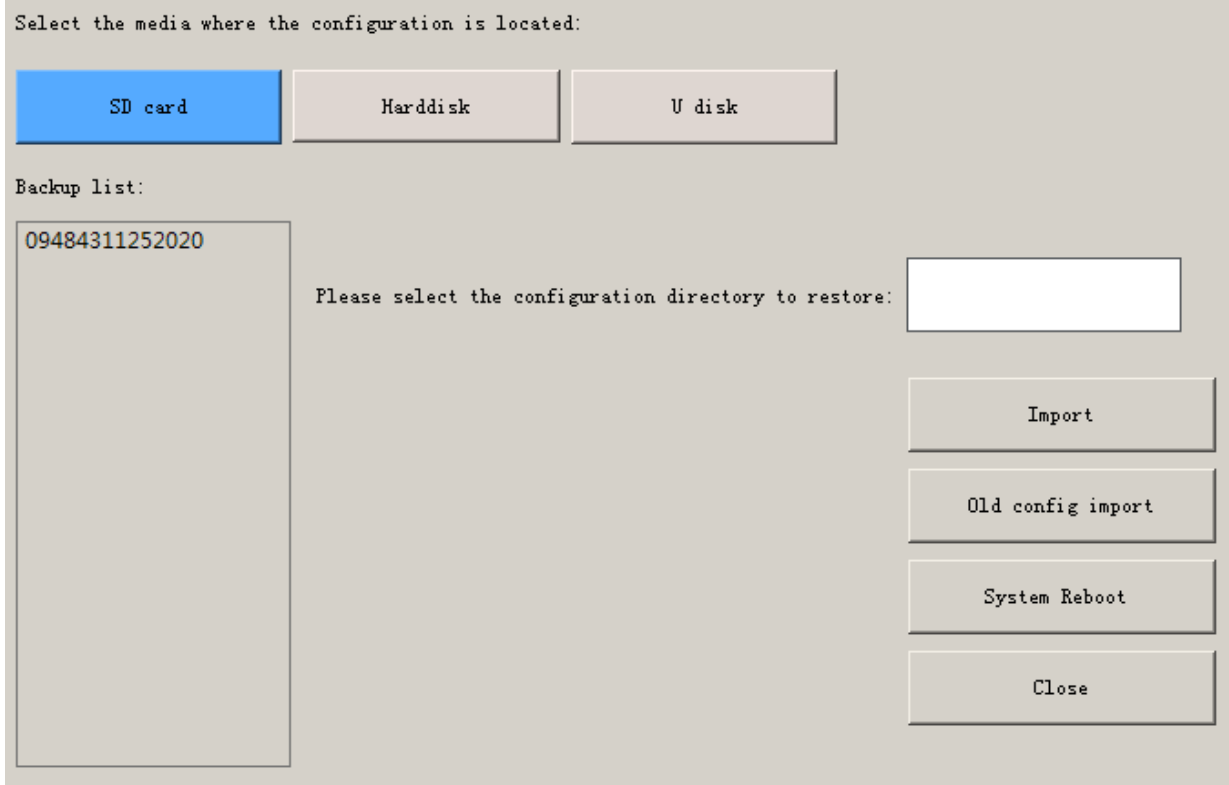 Select the media where the configuration is located:
SD card
Harddisk
U disk
Backup list:
09484311252020
Please select the configuration directory to restore:
Import
Old config import
System Reboot
Close